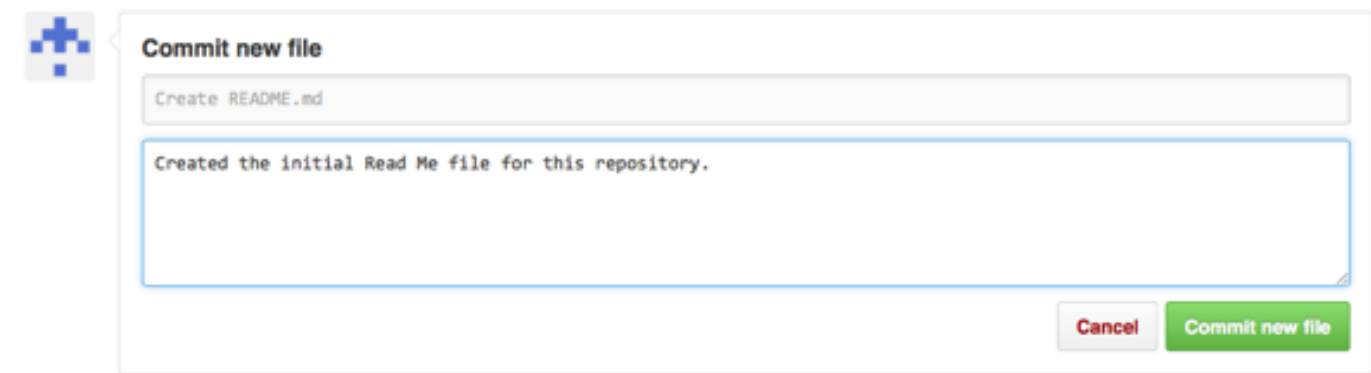 Commit new file
Create README.md
Created the initial Read Me file for this repository.
Cancel
Commit new file